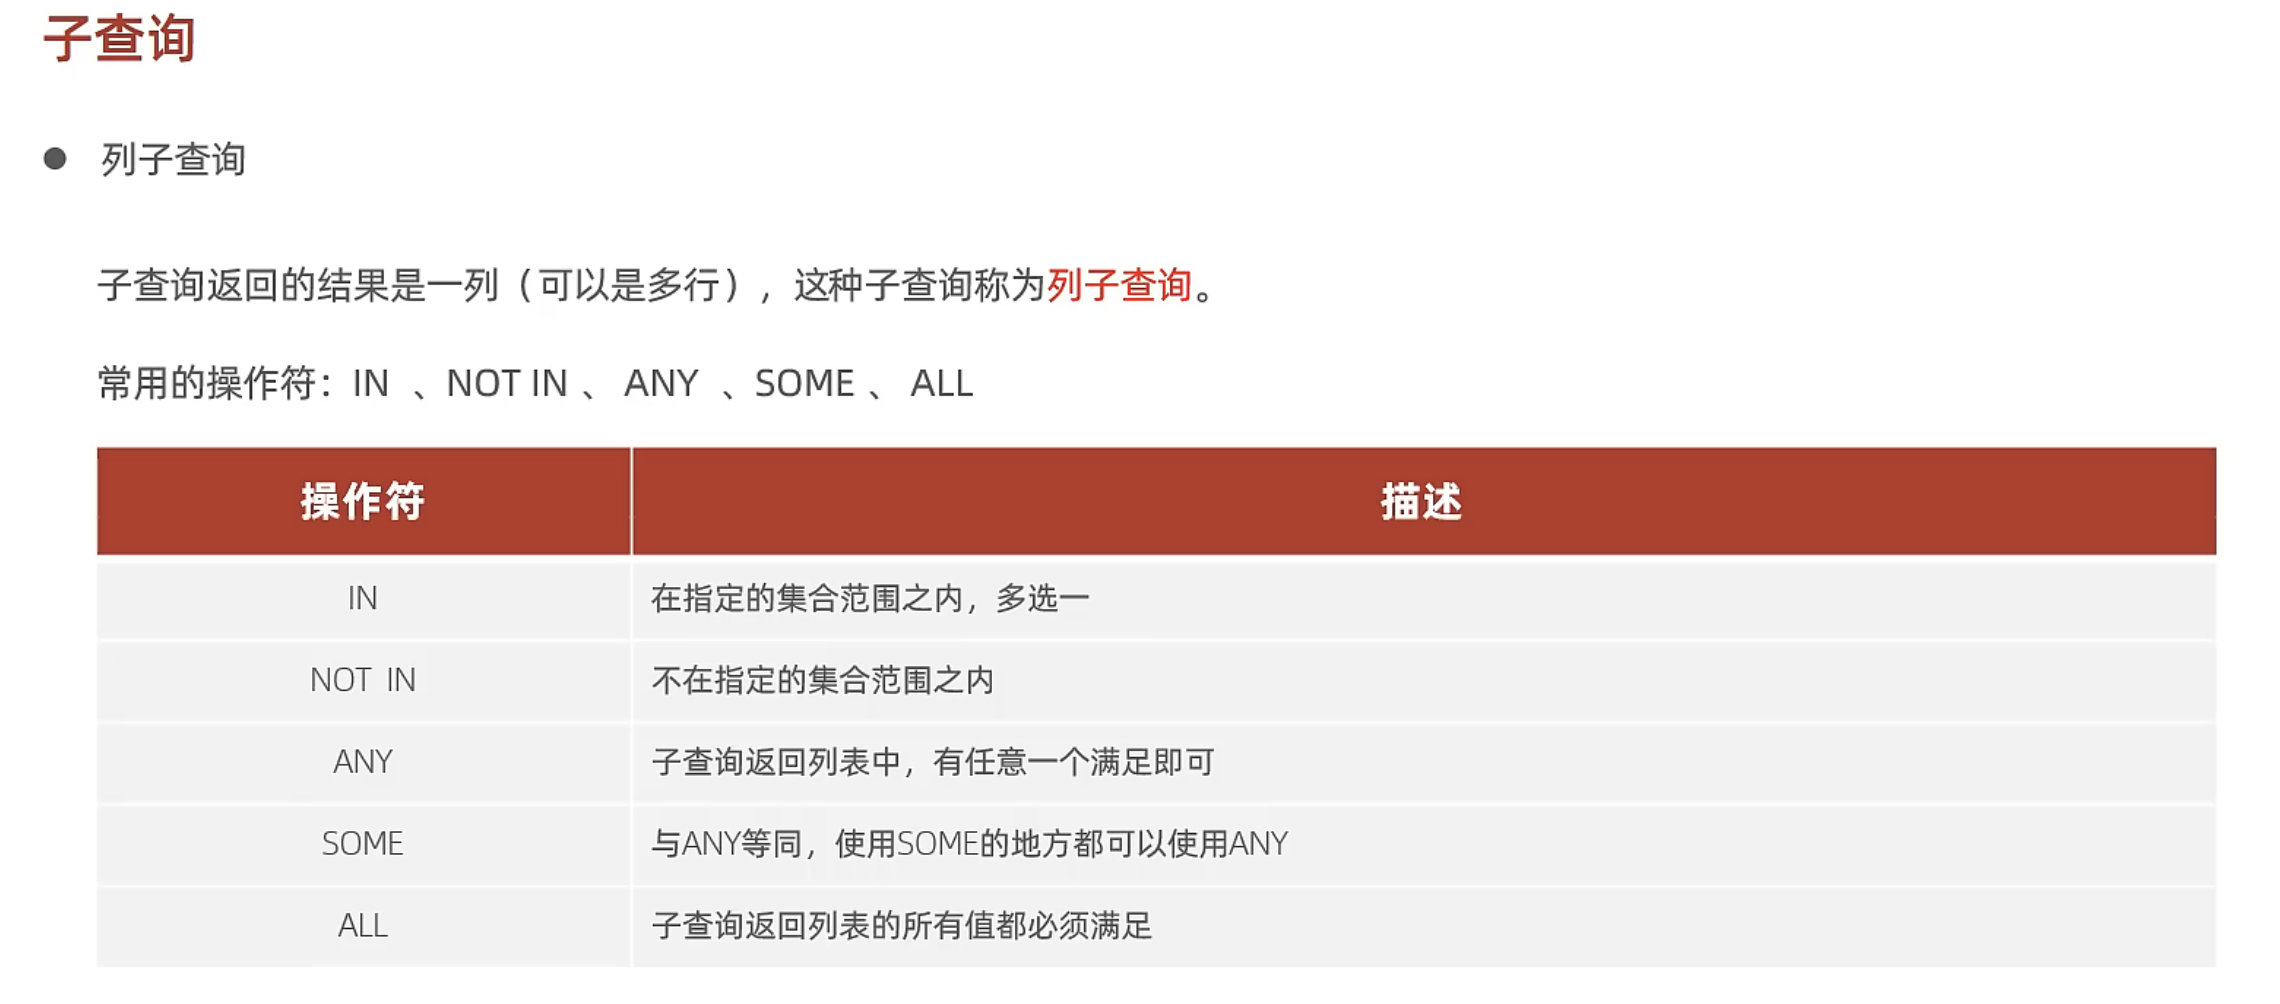 子查询
● 列子查询
子查询返回的结果是一列（可以是多行），这种子查询称为列子查询。
常用的操作符：IN 、NOT IN 、 ANY 、SOME 、 ALL
操作符 描述
IN 在指定的集合范围之内，多选一
NOT IN 不在指定的集合范围之内
ANY 子查询返回列表中，有任意一个满足即可
SOME 与ANY等同，使用SOME的地方都可以使用ANY
ALL 子查询返回列表的所有值都必须满足